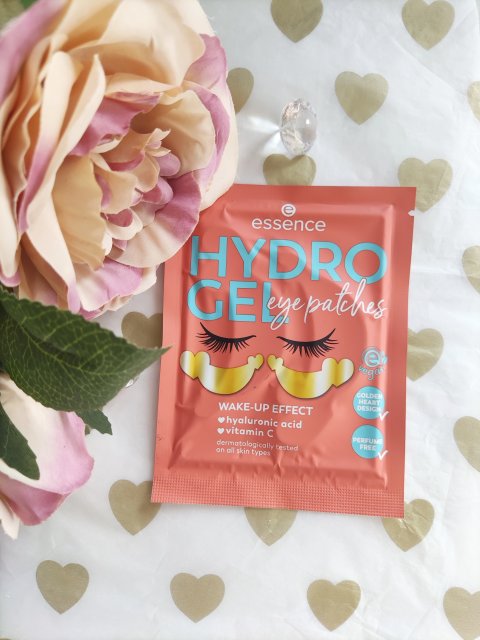 essence
HYDRO
GEL eye patches
WAKE-UP EFFECT
hyaluronic acid
vitamin C
dermatologically tested
on all skin types
e
vegan
GOLDEN
HEART
DESIGN
PERFUME
FREE